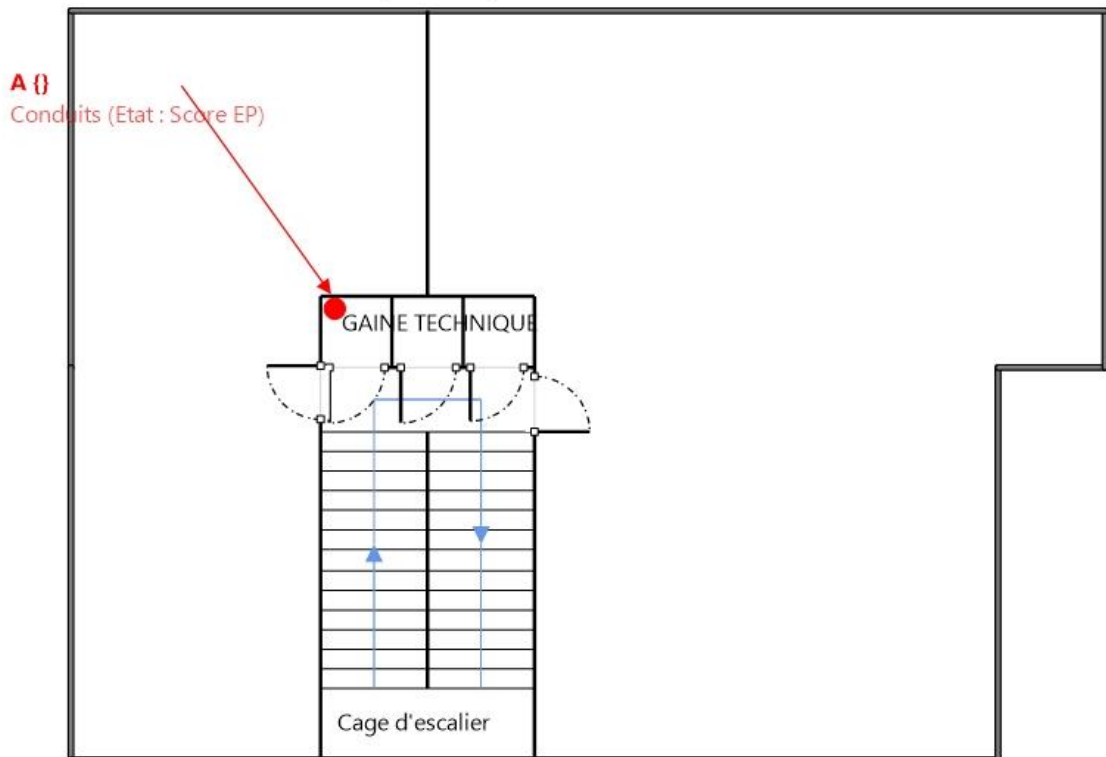 A {}
Conduits (Etat : Score EP)
GAINE TECHNIQUE
Cage d'escalier